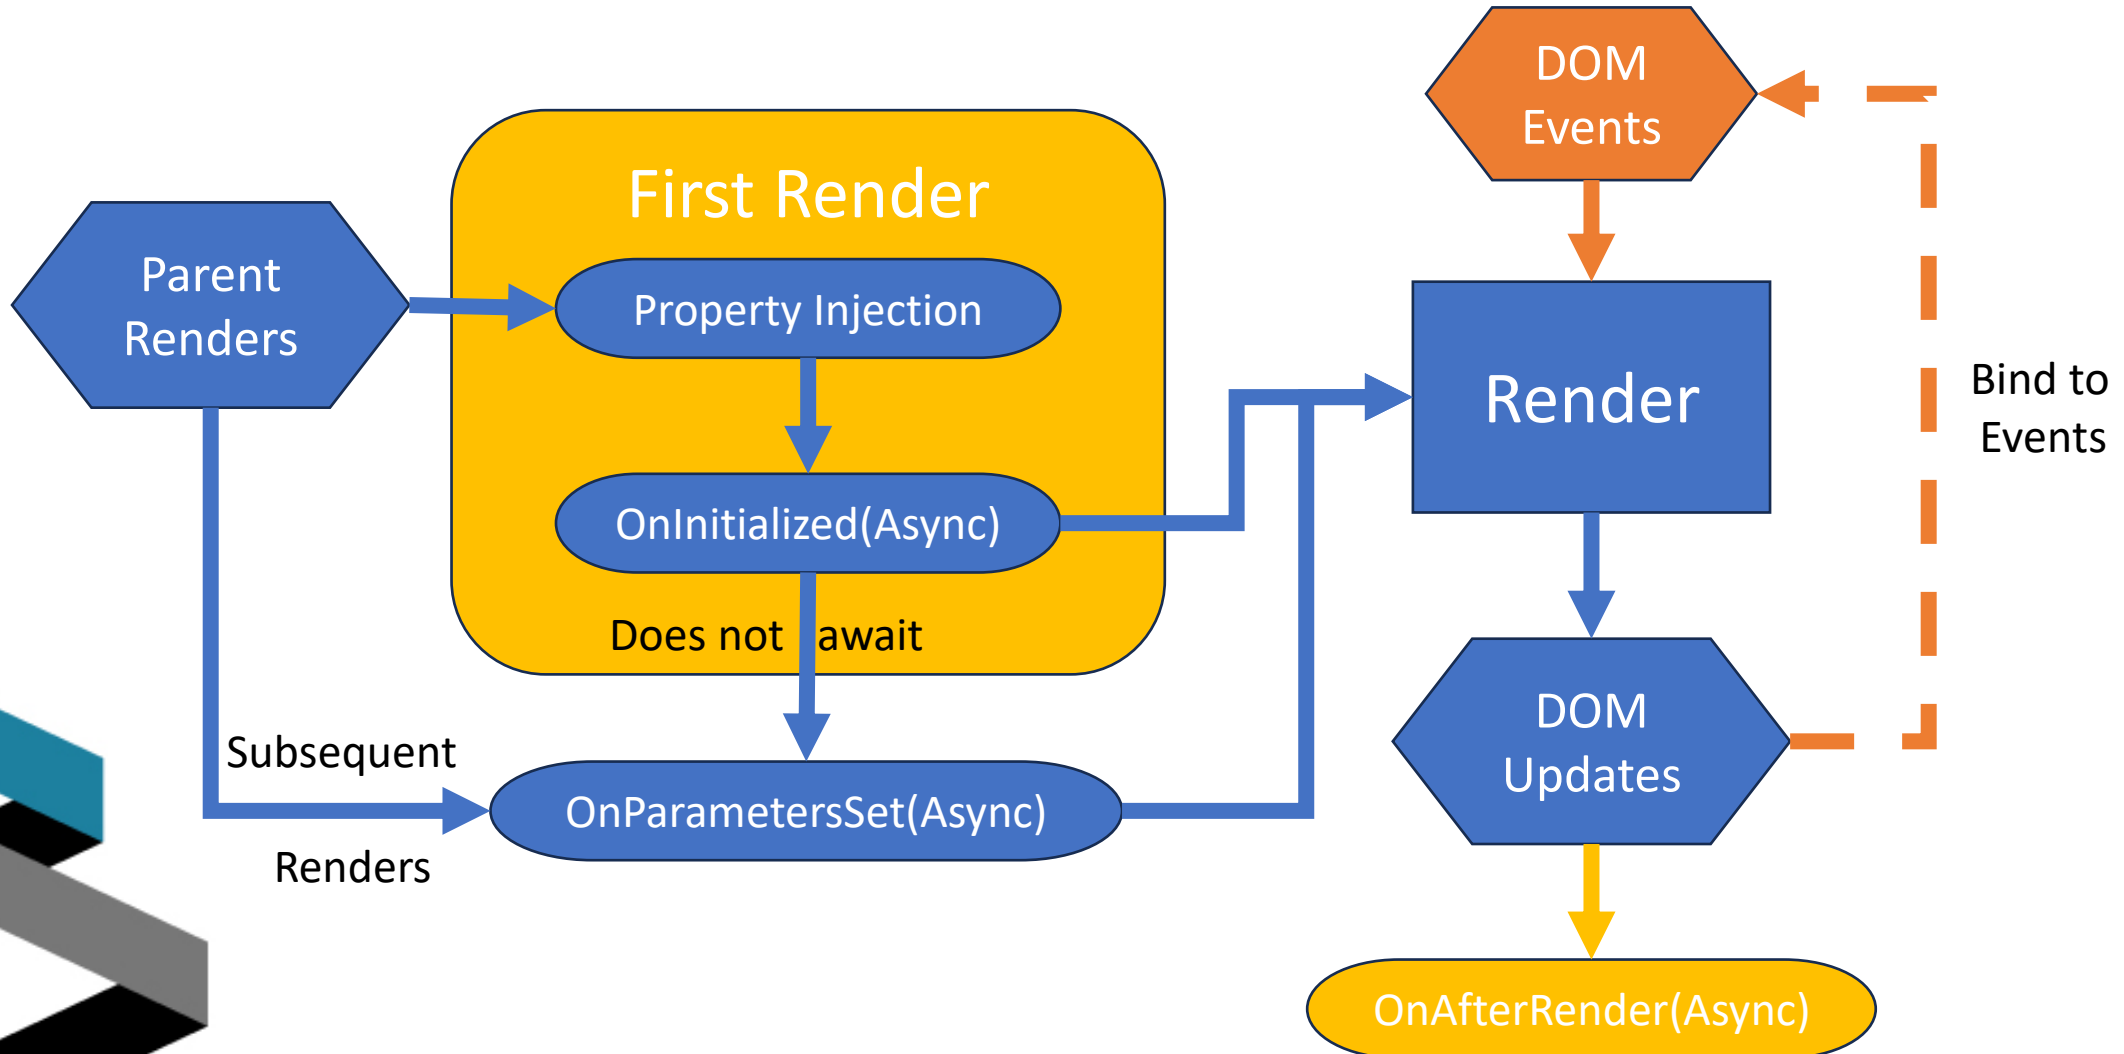 DOM
Events
First Render
Parent
Renders
Property Injection
Render
Bind to
Events
OnInitialized(Async)
Does not await
DOM
Updates
Subsequent
Renders
OnParametersSet(Async)
OnAfterRender(Async)